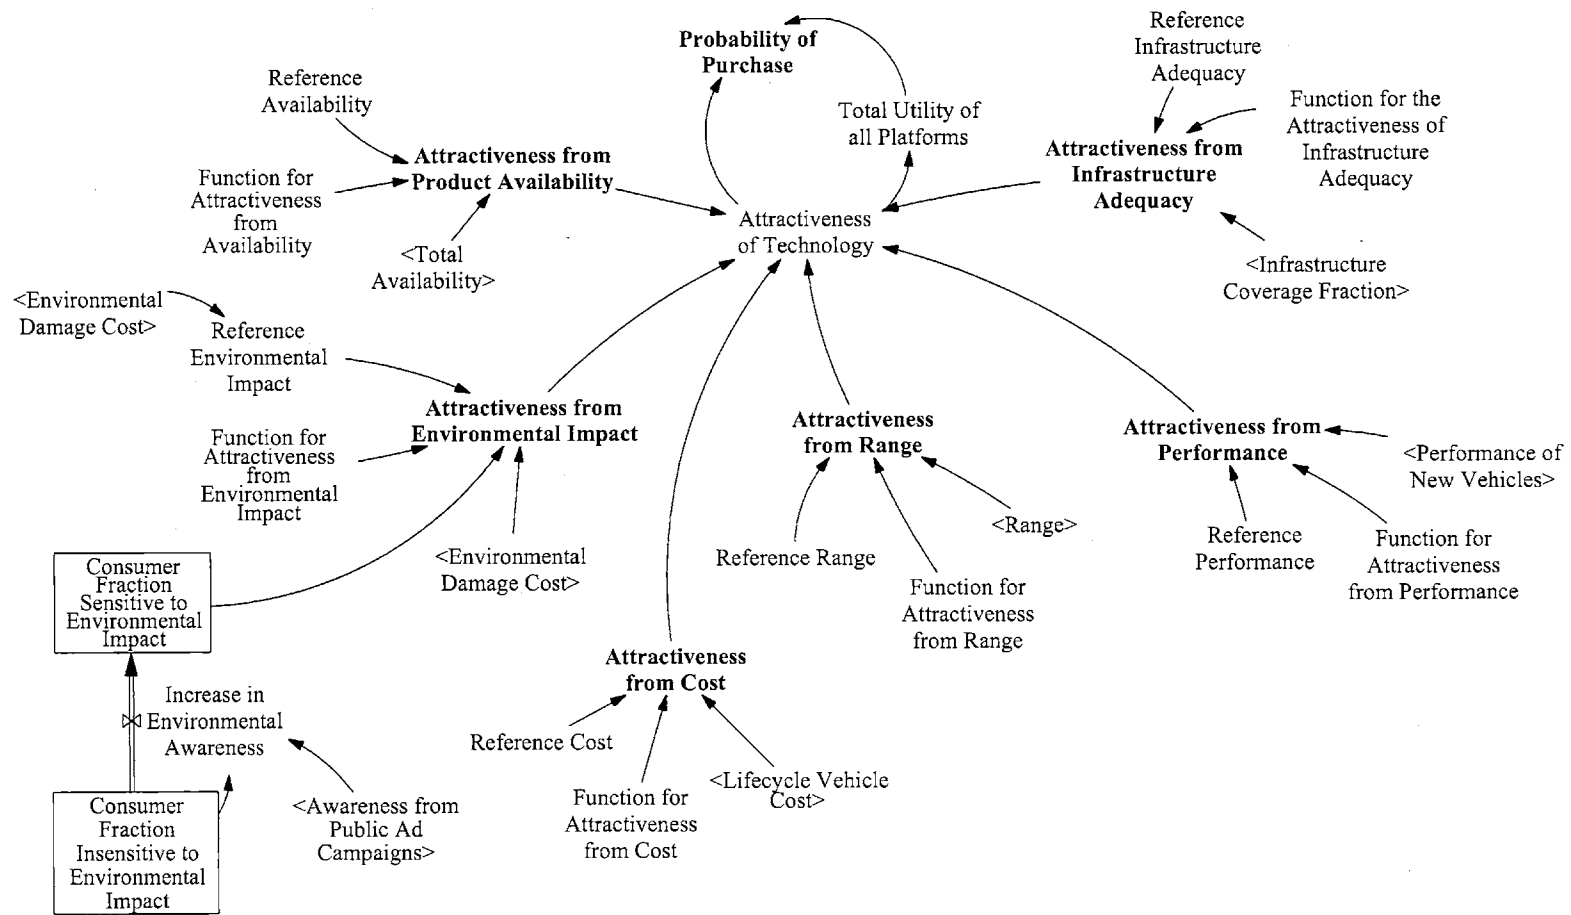 Probability of
Purchase
Reference
Infrastructure
Adequacy
Reference
Availability
Total Utility of
all Platforms
Function for the
Attractiveness of
Infrastructure
Adequacy
Attractiveness from
Product Availability
Attractiveness from
Infrastructure
Adequacy
Function for
Attractiveness
from
Availability
Attractiveness
of Technology
<Total
Availability>
<Infrastructure
Coverage Fraction>
<Environmental
Damage Cost>
Reference
Environmental
Impact
Attractiveness from
Environmental Impact
Attractiveness
from Range
Attractiveness from
Performance
Function for
Attractiveness
from
Environmental
Impact
<Performance of
New Vehicles>
<Range>
Reference Range
Reference
Performance
Function for
Attractiveness
from Performance
<Environmental
Damage Cost>
Function for
Attractiveness
from Range
Consumer
Fraction
Sensitive to
Environmental
Impact
Attractiveness
from Cost
Increase in
Environmental
Awareness
Reference Cost
<Lifecycle Vehicle
Cost>
Function for
Attractiveness
from Cost
Consumer
Fraction
Insensitive to
Environmental
Impact
<Awareness from
Public Ad
Campaigns>